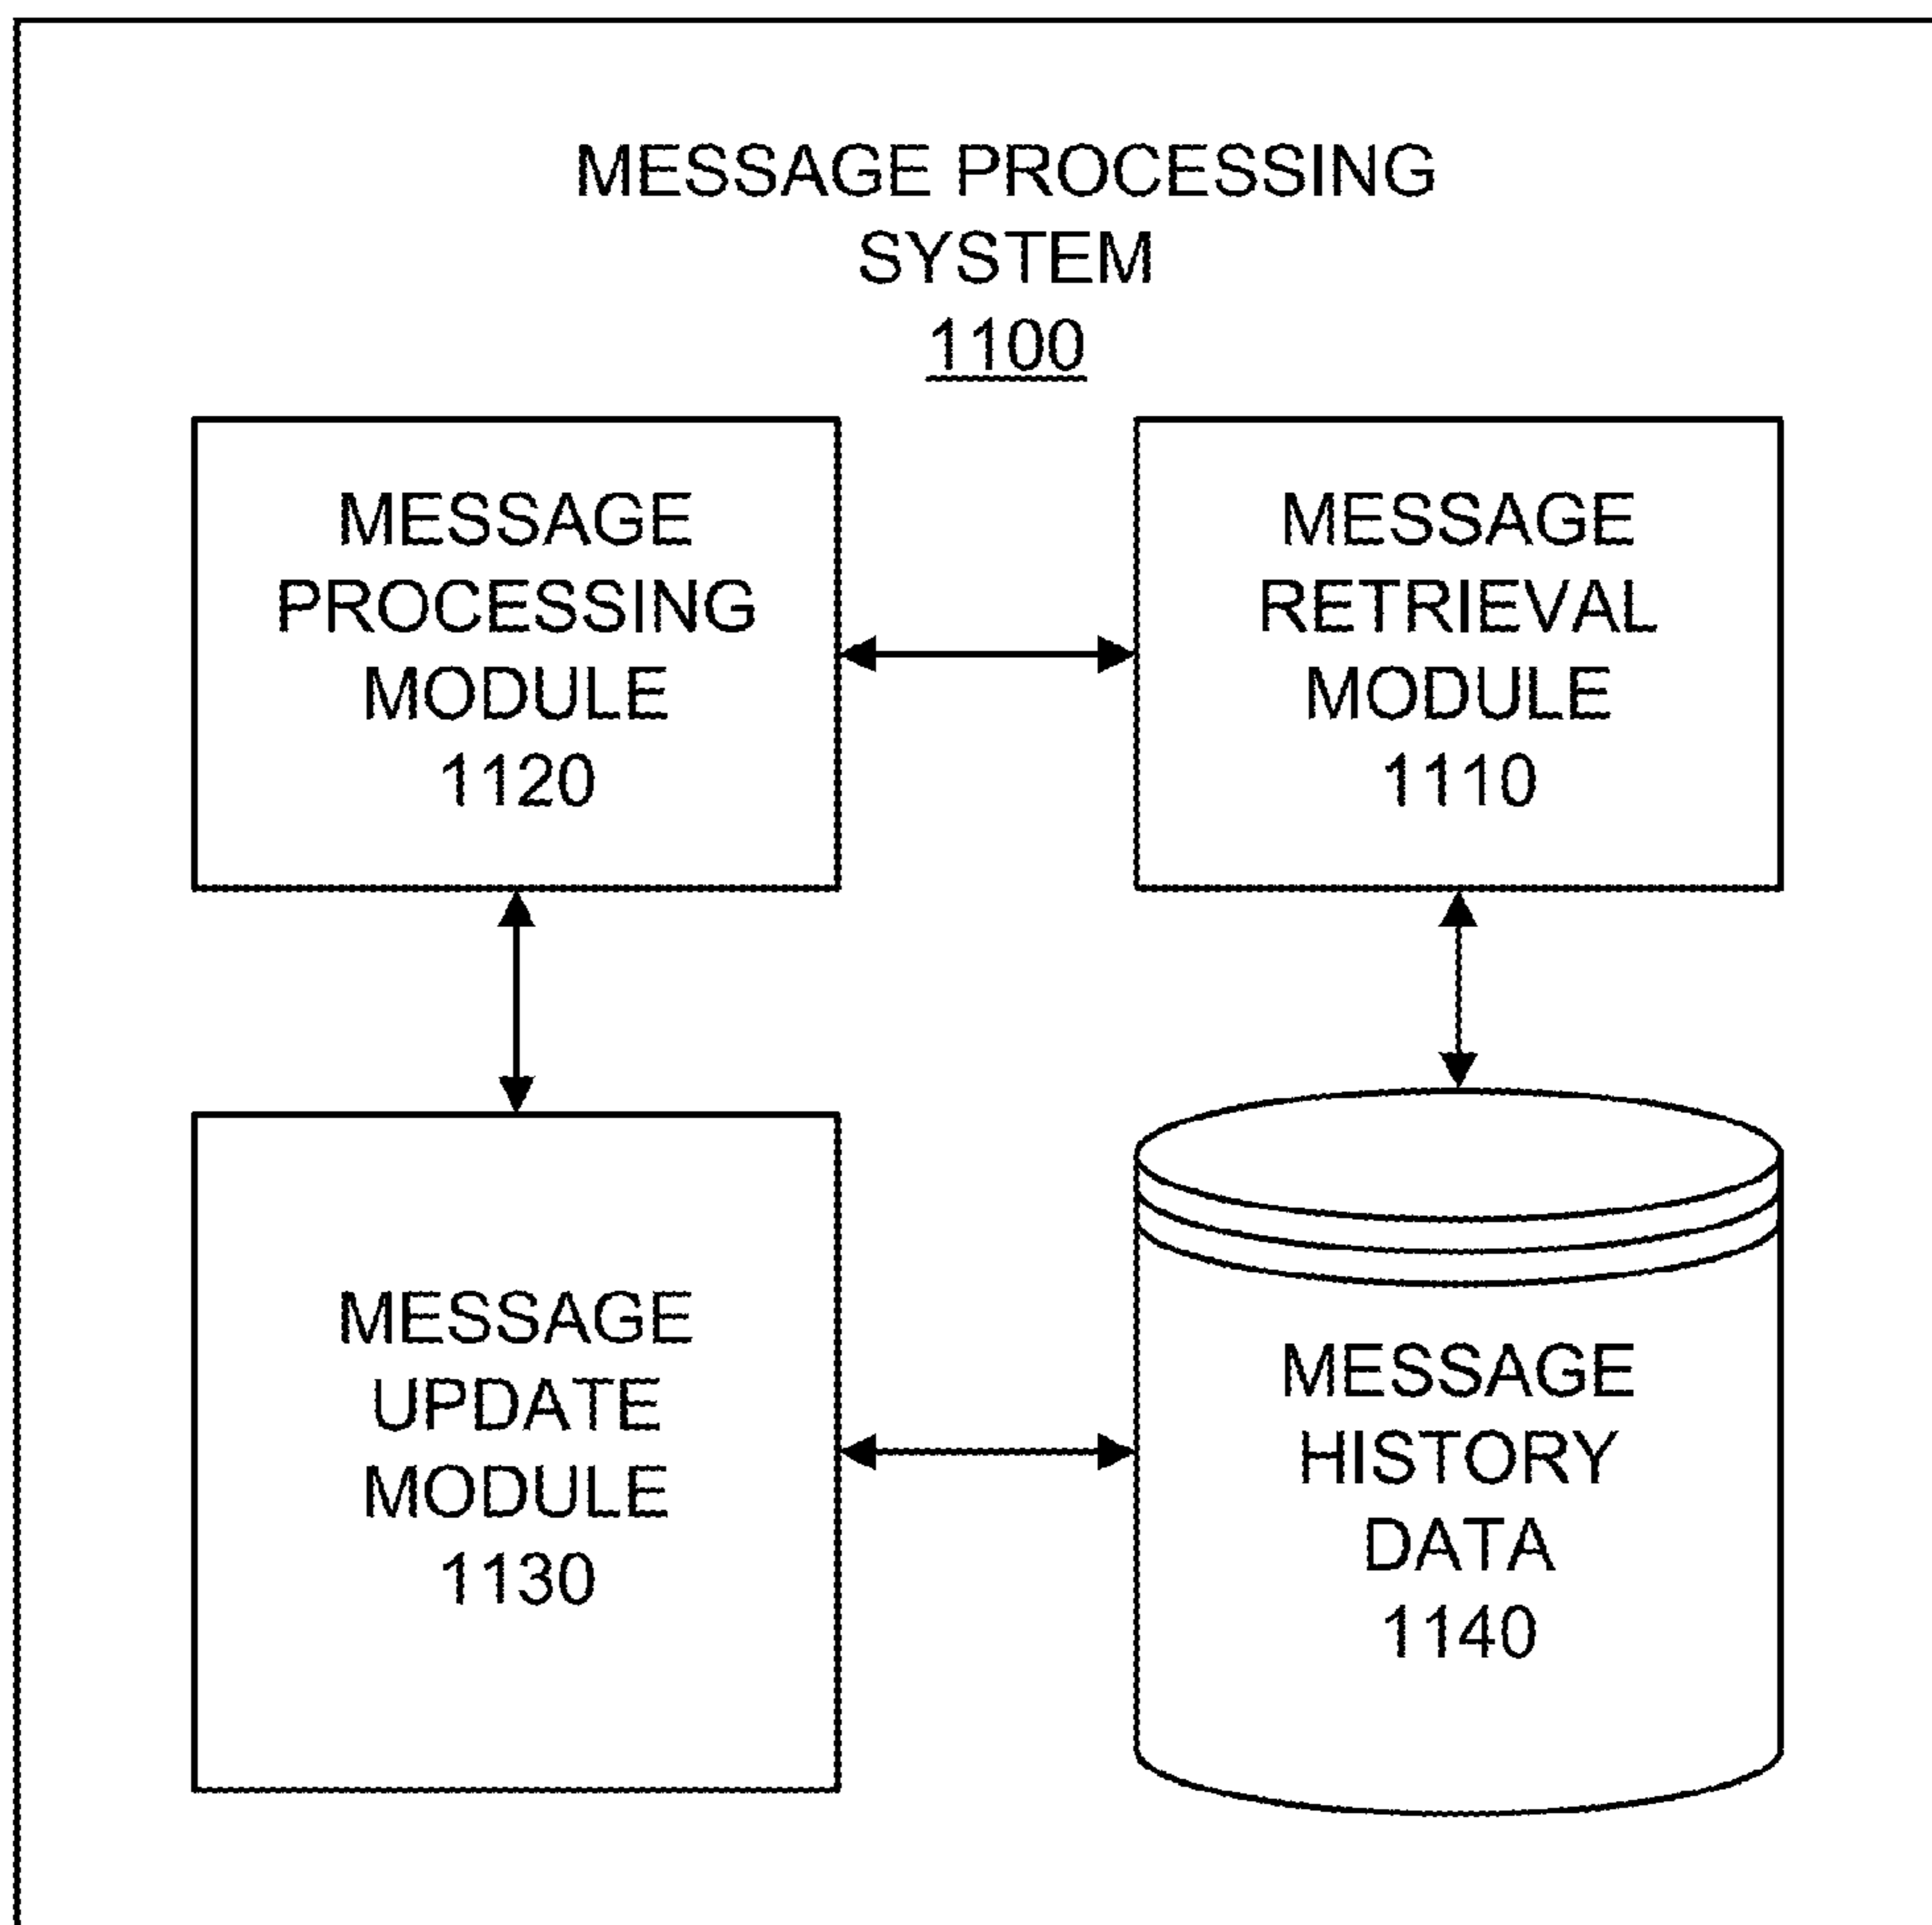 MESSAGE PROCESSING
SYSTEM
1100
MESSAGE
PROCESSING
MODULE
1120
MESSAGE
RETRIEVAL
MODULE
1110
MESSAGE
UPDATE
MODULE
1130
MESSAGE
HISTORY
DATA
1140